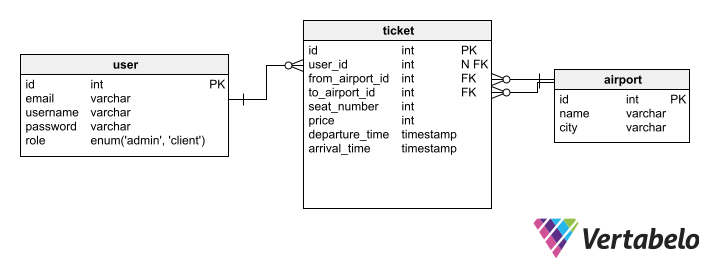 user
id int PK
email varchar
username varchar
password varchar
role enum('admin', 'client')
ticket
id int PK
user_id int N FK
from_airport_id int FK
to_airport_id int FK
seat_number int
price int
departure_time timestamp
arrival_time timestamp
airport
id int PK
name varchar
city varchar
Vertabelo